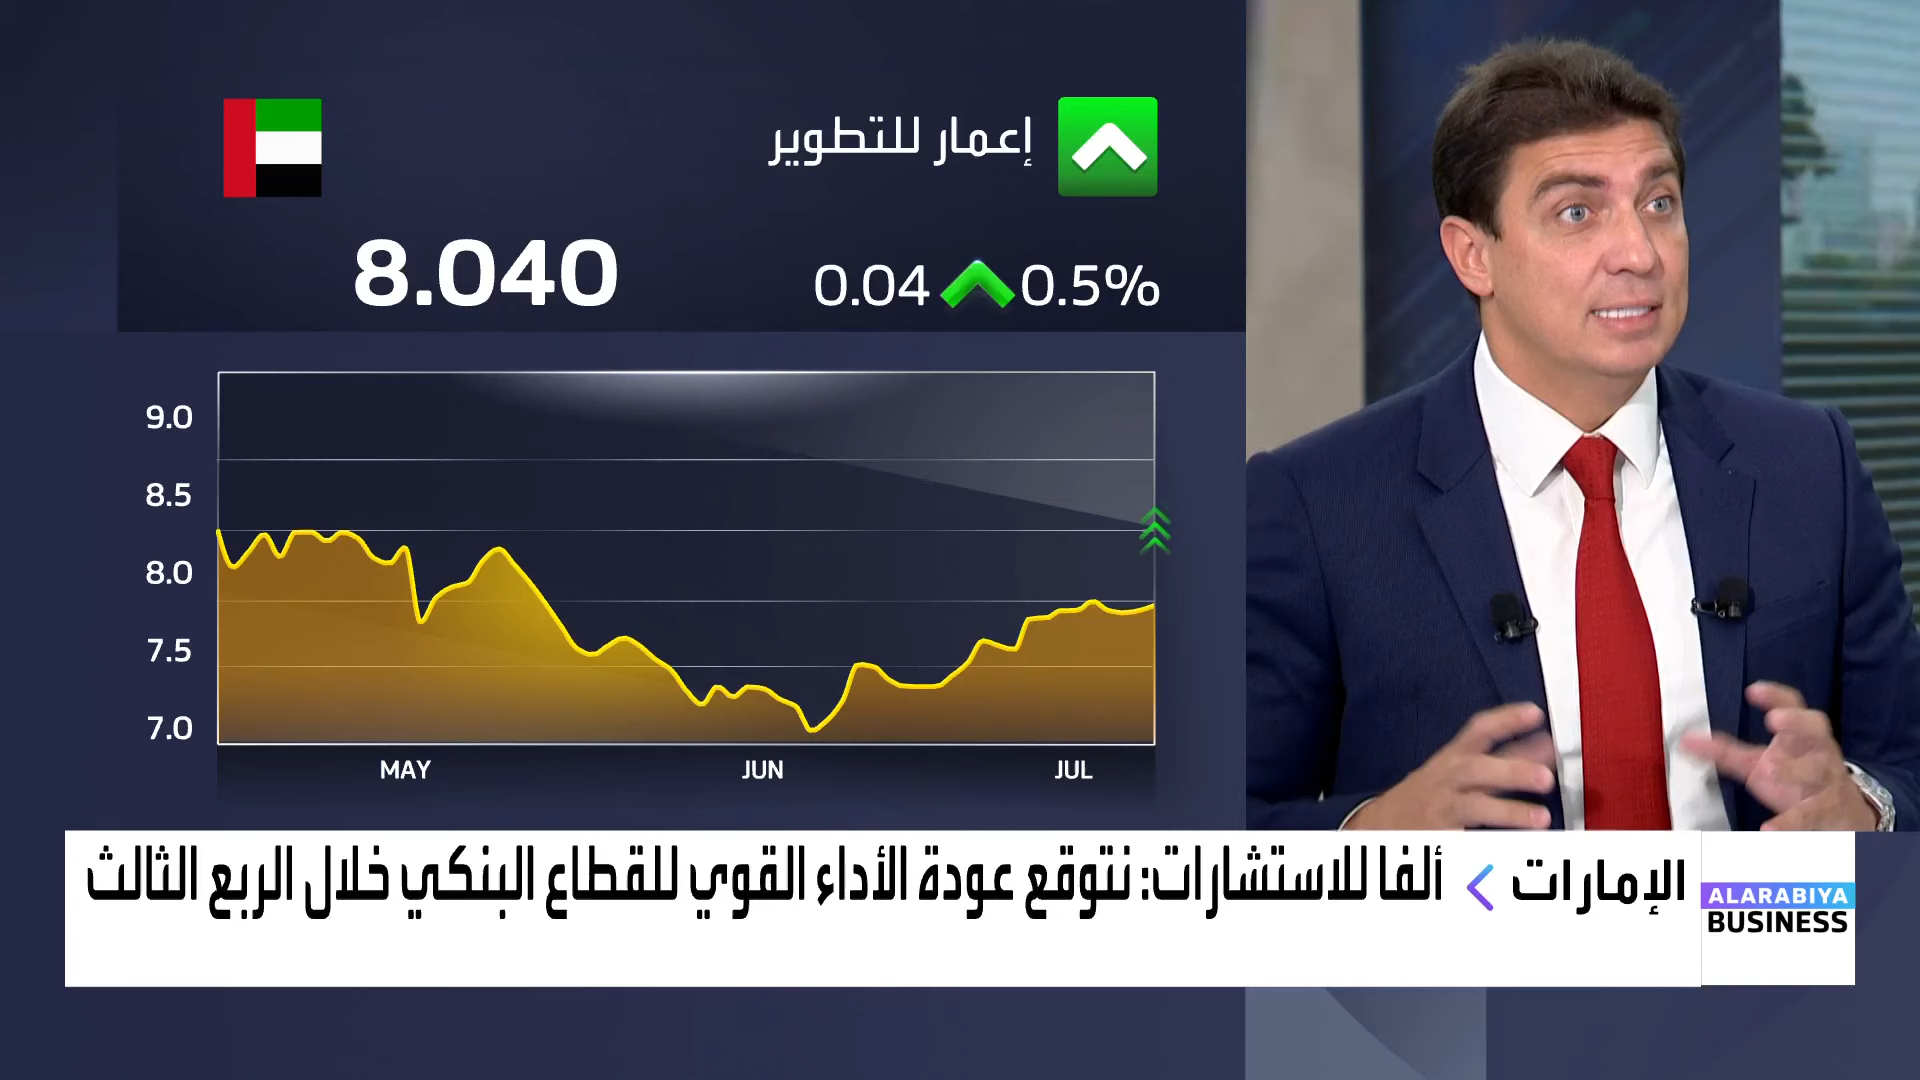 إعمار للتطوير
8.040
0.04 0.5%
9.0
8.5
8.0
7.5
7.0
MAY JUN JUL
الإمارات
ألفا للاستشارات: نتوقع عودة الأداء القوي للقطاع البنكي خلال الربع الثالث
ALARABIYA
BUSINESS